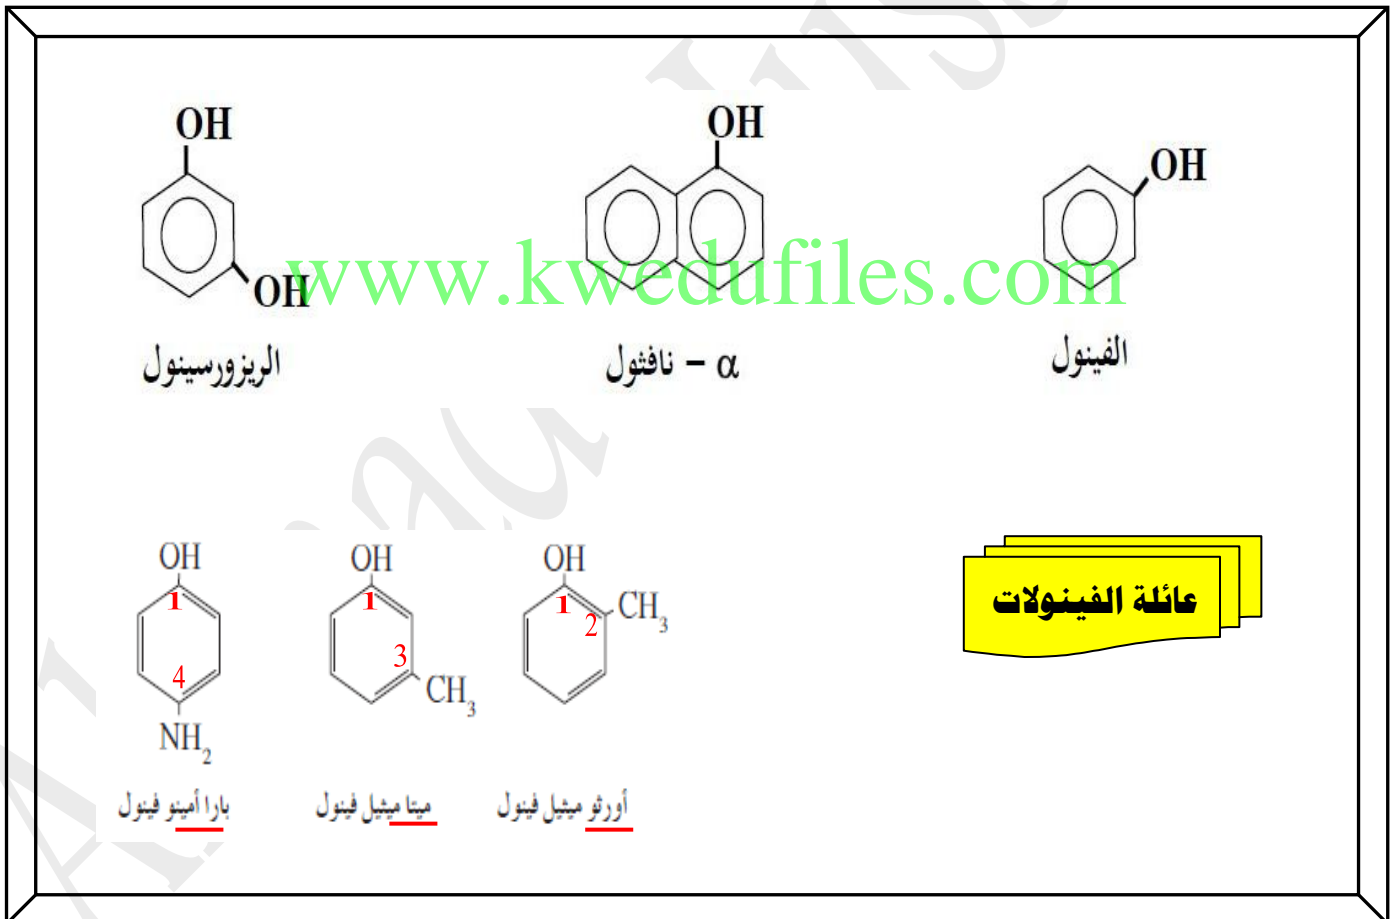 OH
OH
OH
OH
www.kwedufiles.com
الفينول
α – نافثول
الريزورسينول
عائلة الفينولات
OH
1
2
CH3
OH
1
3
CH3
OH
1
4
NH2
أورثو ميثيل فينول
ميتا ميثيل فينول
بارا أمينو فينول